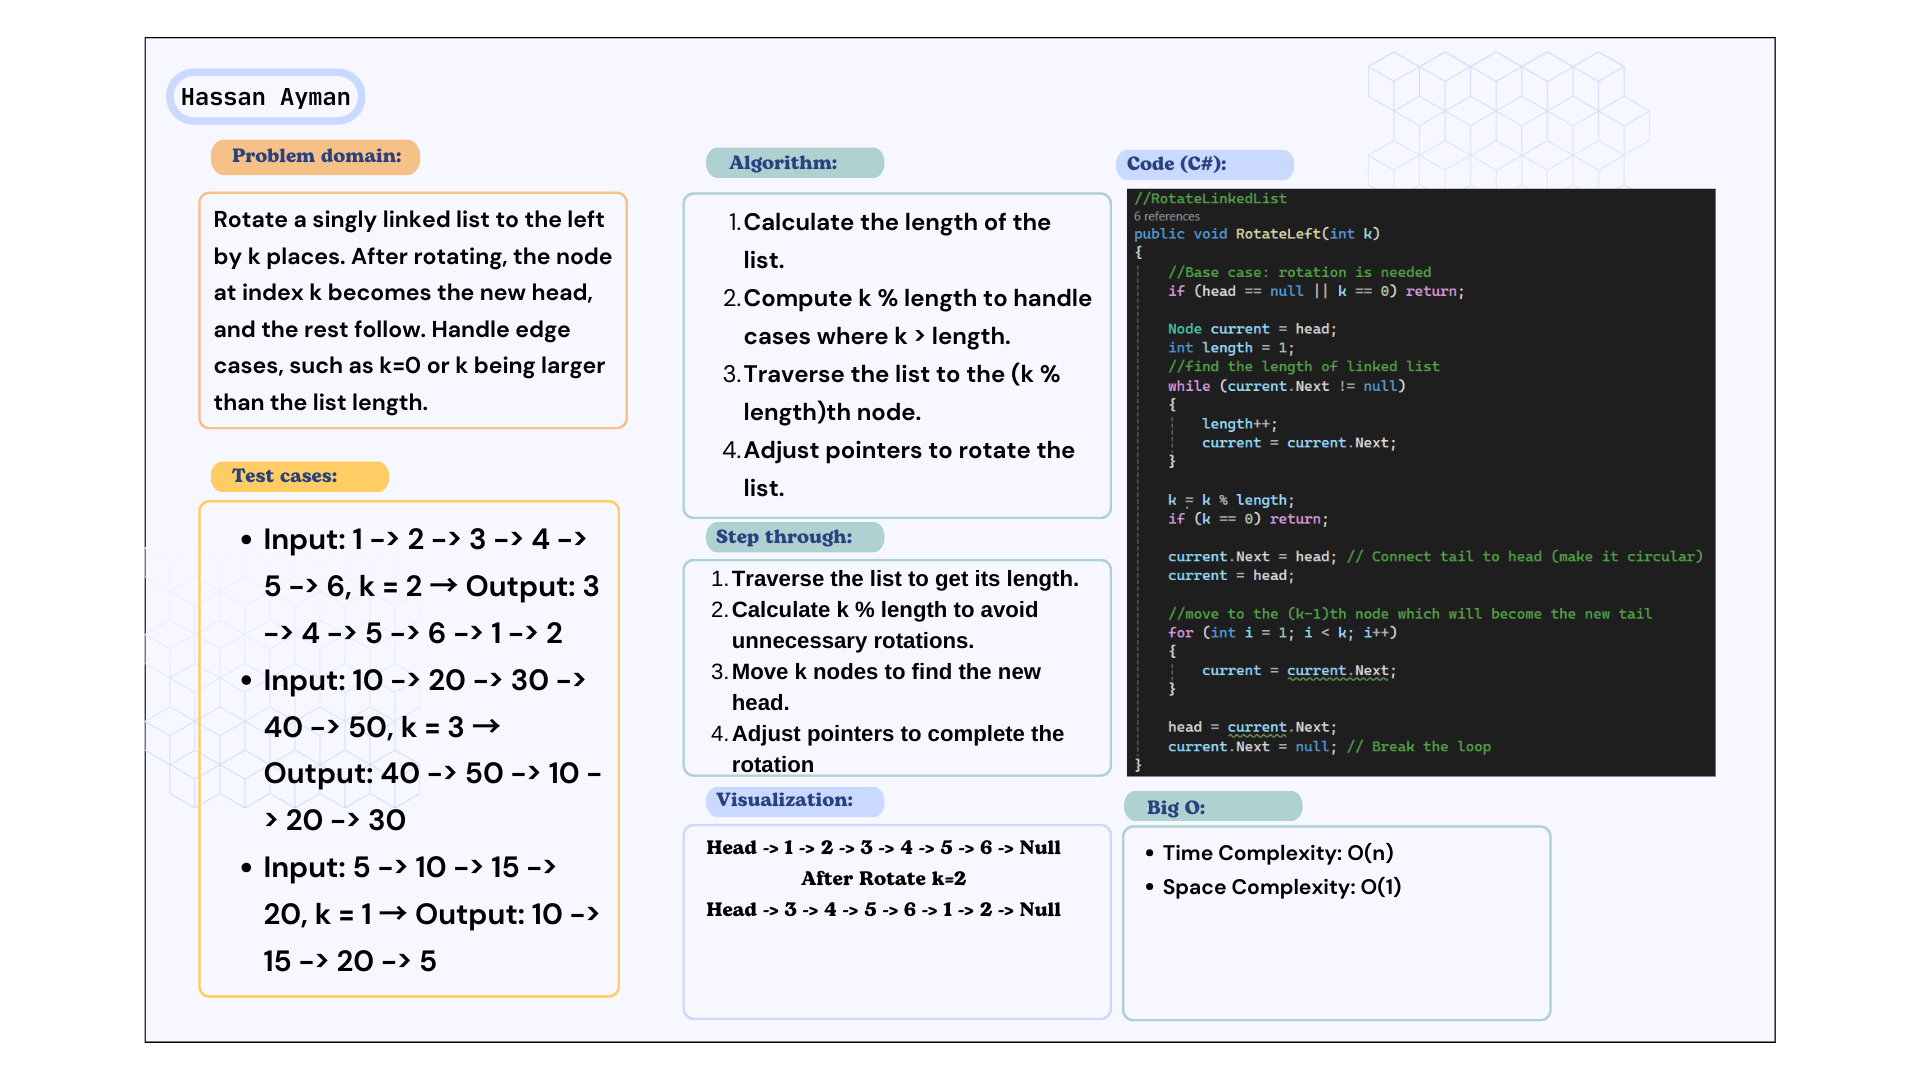 Hassan Ayman
Problem domain:
Rotate a singly linked list to the left
by k places. After rotating, the node
at index k becomes the new head,
and the rest follow. Handle edge
cases, such as k=0 or k being larger
than the list length.
Test cases:
• Input: 1 -> 2 -> 3 -> 4 ->
5 -> 6, k = 2 → Output: 3
-> 4 -> 5 -> 6 -> 1 -> 2
• Input: 10 -> 20 -> 30 ->
40 -> 50, k = 3 →
Output: 40 -> 50 -> 10 -
> 20 -> 30
• Input: 5 -> 10 -> 15 ->
20, k = 1 → Output: 10 ->
15 -> 20 -> 5
Algorithm:
1. Calculate the length of the
list.
2. Compute k % length to handle
cases where k > length.
3. Traverse the list to the (k %
length)th node.
4. Adjust pointers to rotate the
list.
Step through:
1. Traverse the list to get its length.
2. Calculate k % length to avoid
unnecessary rotations.
3. Move k nodes to find the new
head.
4. Adjust pointers to complete the
rotation
Visualization:
Head -> 1 -> 2 -> 3 -> 4 -> 5 -> 6 -> Null
After Rotate k=2
Head -> 3 -> 4 -> 5 -> 6 -> 1 -> 2 -> Null
Code (C#):
//RotateLinkedList
6 references
public void RotateLeft(int k)
{
//Base case: rotation is needed
if (head == null || k == 0) return;
Node current = head;
int length = 1;
//find the length of linked list
while (current.Next != null)
{
length++;
current = current.Next;
}
k = k % length;
if (k == 0) return;
current.Next = head; // Connect tail to head (make it circular)
current = head;
//move to the (k-1)th node which will become the new tail
for (int i = 1; i < k; i++)
{
current = current.Next;
}
head = current.Next;
current.Next = null; // Break the loop
}
Big O:
• Time Complexity: O(n)
• Space Complexity: O(1)